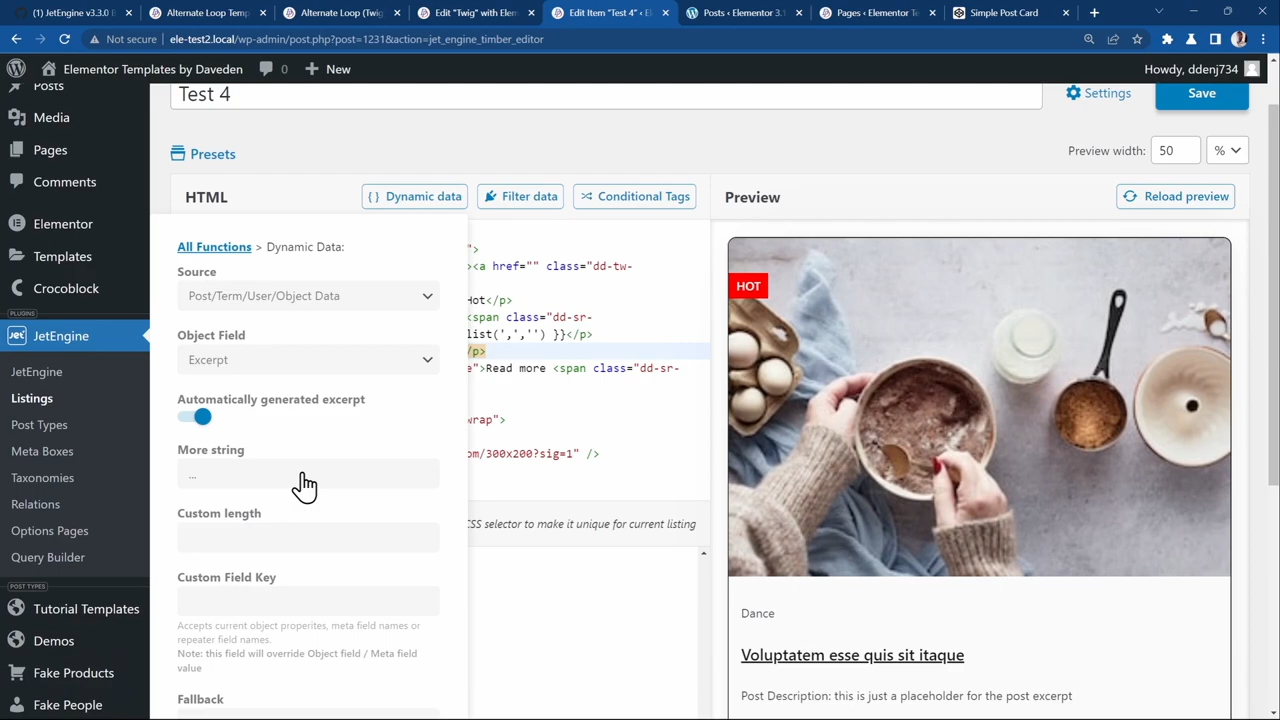 (1) JetEngine v3.3.0 B
Alternate Loop Temp
Alternate Loop (Twig
Edit "Twig" with Elem
Edit Item "Test 4" ‹ E
Posts ‹ Elementor 3.1
Pages ‹ Elementor Te
Simple Post Card
Not secure
ele-test2.local/wp-admin/post.php?post=1231&action=jet_engine_timber_editor
Elementor Templates by Daveden
0
New
Howdy, ddenj734
Posts
Media
Pages
Comments
Elementor
Templates
Crocoblock
PLUGINS
JetEngine
JetEngine
Listings
Post Types
Meta Boxes
Taxonomies
Relations
Options Pages
Query Builder
POST TYPES
Tutorial Templates
Demos
Fake Products
Fake People
Test 4
Settings
Save
Presets
Preview width:
50
%
HTML
{ } Dynamic data
Filter data
Conditional Tags
All Functions > Dynamic Data:
Source
Post/Term/User/Object Data
Object Field
Excerpt
Automatically generated excerpt
More string
...
Custom length
Custom Field Key
Accepts current object properites, meta field names or
repeater field names.
Note: this field will override Object field / Meta field
value
Fallback
">
><a href="" class="dd-tw-
Hot</p>
<span class="dd-sr-
list(',','') }}</p>
/p>
e">Read more <span class="dd-sr-
wrap">
om/300x200?sig=1" />
CSS selector to make it unique for current listing
Preview
Reload preview
HOT
Dance
Voluptatem esse quis sit itaque
Post Description: this is just a placeholder for the post excerpt